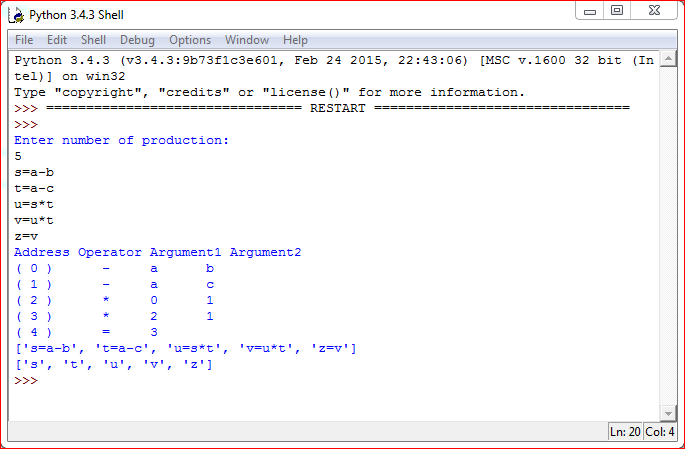 Python 3.4.3 Shell
File Edit Shell Debug Options Window Help
Python 3.4.3 (v3.4.3:9b73f1c3e601, Feb 24 2015, 22:43:06) [MSC v.1600 32 bit (In
tel)] on win32
Type "copyright", "credits" or "license()" for more information.
>>> ================================ RESTART ================================
>>>
Enter number of production:
5
s=a-b
t=a-c
u=s*t
v=u*t
z=v
Address Operator Argument1 Argument2
( 0 ) - a b
( 1 ) - a c
( 2 ) * 0 1
( 3 ) * 2 1
( 4 ) = 3
['s=a-b', 't=a-c', 'u=s*t', 'v=u*t', 'z=v']
['s', 't', 'u', 'v', 'z']
>>>
Ln: 20 Col: 4